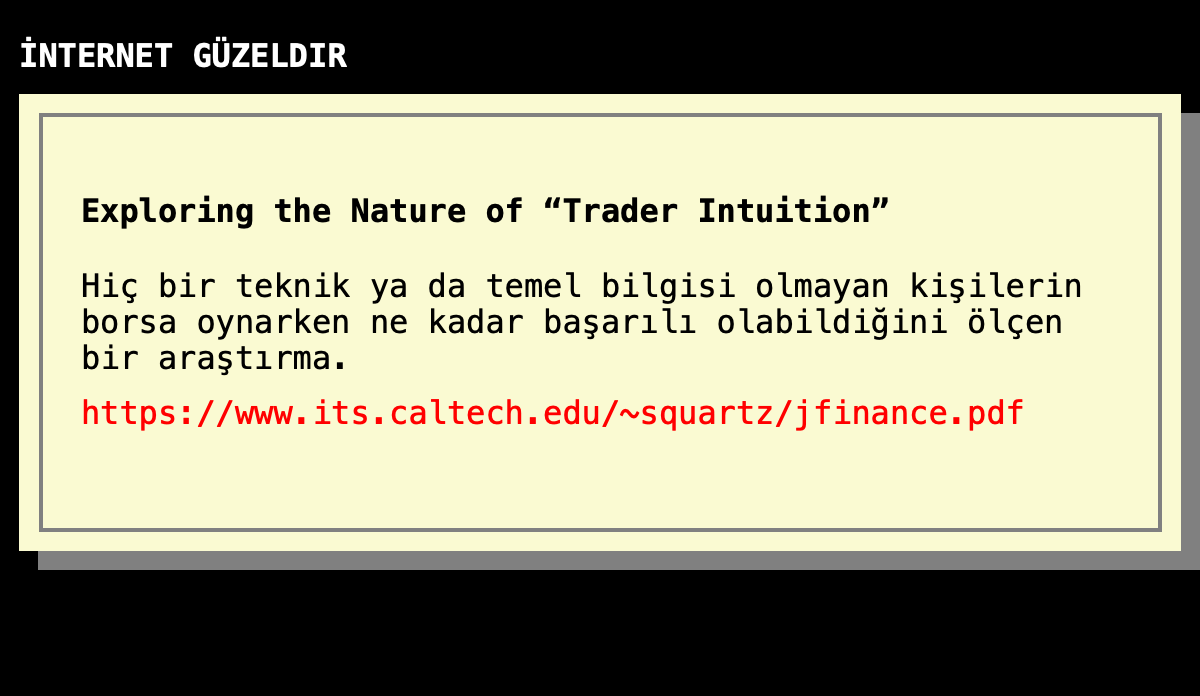 İNTERNET GÜZELDIR
Exploring the Nature of “Trader Intuition”
Hiç bir teknik ya da temel bilgisi olmayan kişilerin
borsa oynarken ne kadar başarılı olabildiğini ölçen
bir araştırma.
https://www.its.caltech.edu/~squartz/jfinance.pdf